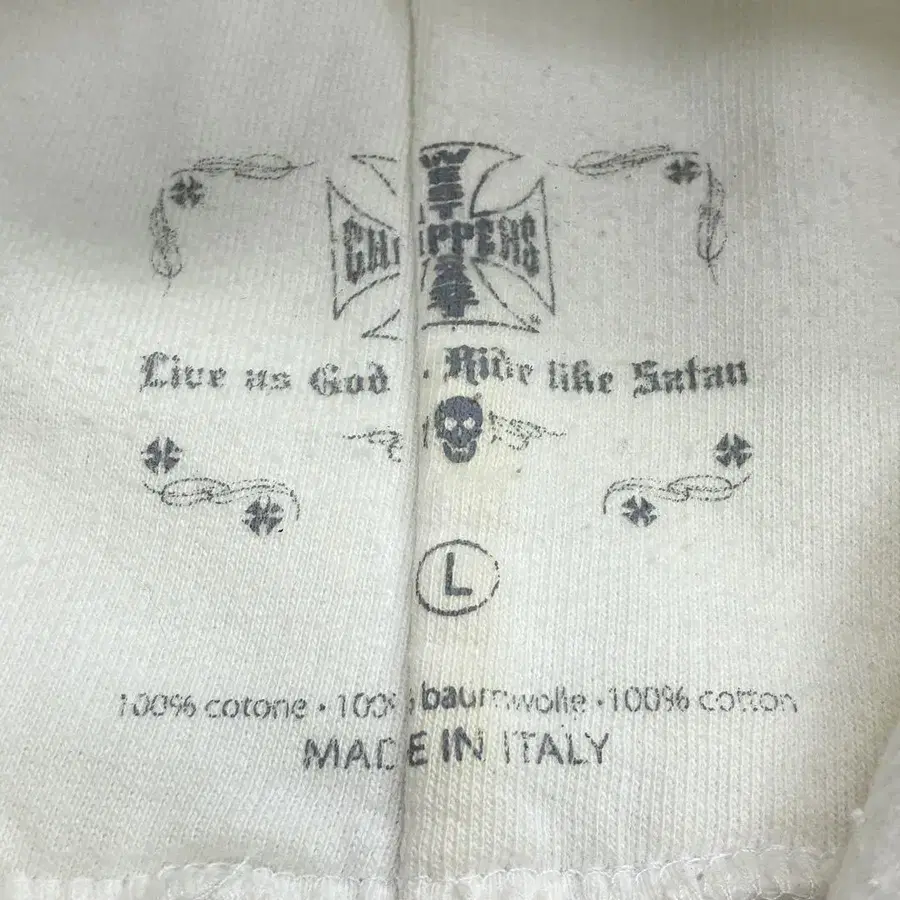 WEST
CHOPPERS
COAST
Live as God . Ride like Satan
L
100% cotone • 100% baumwolle • 100% cotton
MADE IN ITALY